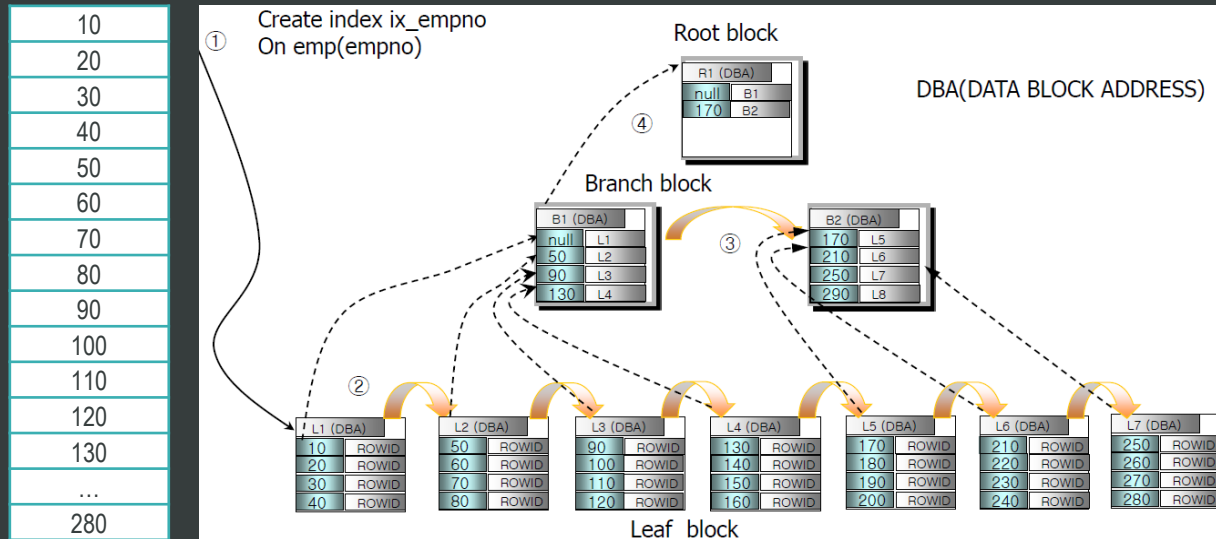 10
20
30
40
50
60
70
80
90
100
110
120
130
...
280
①
Create index ix_empno
On emp(empno)
Root block
R1 (DBA)
null B1
170 B2
DBA(DATA BLOCK ADDRESS)
④
Branch block
B1 (DBA)
null L1
50 L2
90 L3
130 L4
③
B2 (DBA)
170 L5
210 L6
250 L7
290 L8
②
L1 (DBA)
10 ROWID
20 ROWID
30 ROWID
40 ROWID
L2 (DBA)
50 ROWID
60 ROWID
70 ROWID
80 ROWID
L3 (DBA)
90 ROWID
100 ROWID
110 ROWID
120 ROWID
L4 (DBA)
130 ROWID
140 ROWID
150 ROWID
160 ROWID
L5 (DBA)
170 ROWID
180 ROWID
190 ROWID
200 ROWID
L6 (DBA)
210 ROWID
220 ROWID
230 ROWID
240 ROWID
L7 (DBA)
250 ROWID
260 ROWID
270 ROWID
280 ROWID
Leaf block